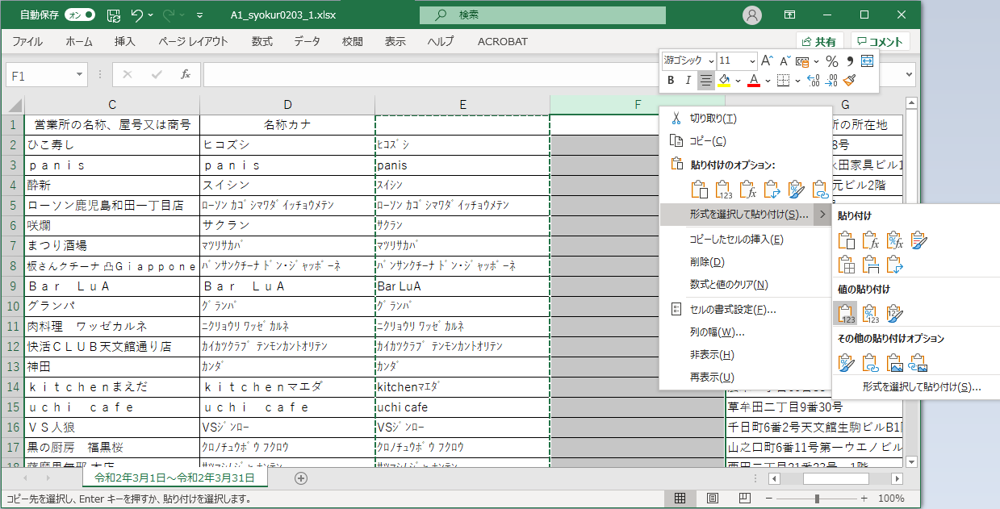 自動保存 オン A1_syokur0203_1.xlsx 検索
ファイル ホーム 挿入 ページ レイアウト 数式 データ 校閲 表示 ヘルプ ACROBAT 共有 コメント
游ゴシック 11 A A % ,
B I A
F1 fx
C D E F G
1 営業所の名称、屋号又は商号 名称カナ 所の所在地
2 ひこ寿し ヒコズシ ﾋｺｽﾞｼ 8号
3 ｐａｎｉｓ ｐａｎｉｓ panis 田家具ビル1
4 酔新 スイシン ｽｲｼﾝ 元ビル2階
5 ローソン鹿児島和田一丁目店 ﾛｰｿﾝ ｶｺﾞｼﾏﾜﾀﾞｲｯﾁｮｳﾒﾃﾝ ﾛｰｿﾝ ｶｺﾞｼﾏﾜﾀﾞｲｯﾁｮｳﾒﾃﾝ
6 咲爛 サクラン ｻｸﾗﾝ
7 まつり酒場 ﾏﾂﾘｻｶﾊﾞ ﾏﾂﾘｻｶﾊﾞ
8 板さんクチーナ 凸Ｇｉａｐｐｏｎｅ ﾊﾞﾝｻﾝｸﾁｰﾅ ﾄﾞﾝ･ｼﾞｬｯﾎﾟｰﾈ ﾊﾞﾝｻﾝｸﾁｰﾅ ﾄﾞﾝ･ｼﾞｬｯﾎﾟｰﾈ
9 Ｂａｒ　ＬｕＡ Ｂａｒ　ＬｕＡ Bar LuA
10 グランパ ｸﾞﾗﾝﾊﾟ ｸﾞﾗﾝﾊﾟ
11 肉料理　ワッゼカルネ ﾆｸﾘｮｳﾘ ﾜｯｾﾞｶﾙﾈ ﾆｸﾘｮｳﾘ ﾜｯｾﾞｶﾙﾈ
12 快活ＣＬＵＢ天文館通り店 ｶｲｶﾂｸﾗﾌﾞ ﾃﾝﾓﾝｶﾝﾄｵﾘﾃﾝ ｶｲｶﾂｸﾗﾌﾞ ﾃﾝﾓﾝｶﾝﾄｵﾘﾃﾝ
13 神田 ｶﾝﾀﾞ ｶﾝﾀﾞ
14 ｋｉｔｃｈｅｎまえだ ｋｉｔｃｈｅｎマエダ kitchenﾏｴﾀﾞ
15 ｕｃｈｉ　ｃａｆｅ ｕｃｈｉ　ｃａｆｅ uchi cafe 草牟田二丁目9番30号
16 ＶＳ人狼 VSｼﾞﾝﾛｰ VSｼﾞﾝﾛｰ 千日町6番2号天文館生駒ビルB1
17 黒の厨房　福黒桜 ｸﾛﾉﾁｭｳﾎﾞｳ ﾌｸﾛｳ ｸﾛﾉﾁｭｳﾎﾞｳ ﾌｸﾛｳ 山之口町6番11号第一ウエノビル
18
切り取り(T)
コピー(C)
貼り付けのオプション:
形式を選択して貼り付け(S)...
コピーしたセルの挿入(E)
削除(D)
数式と値のクリア(N)
セルの書式設定(F)...
列の幅(W)...
非表示(H)
再表示(U)
貼り付け
値の貼り付け
その他の貼り付けオプション
形式を選択して貼り付け(S)...
令和2年3月1日～令和2年3月31日
コピー先を選択し、Enter キーを押すか、貼り付けを選択します。 100%